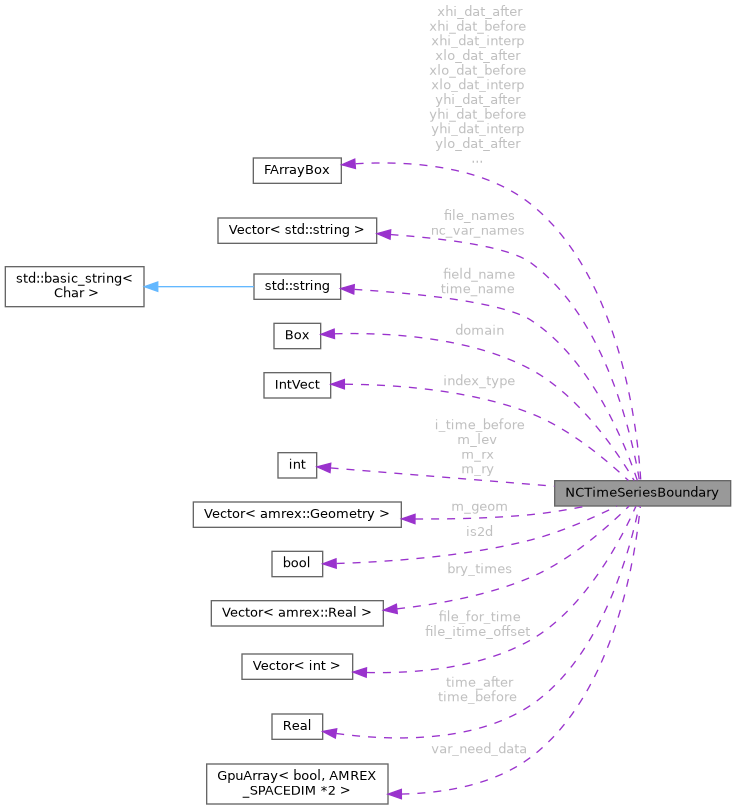 xhi_dat_after
xhi_dat_before
xhi_dat_interp
xlo_dat_after
xlo_dat_before
xlo_dat_interp
yhi_dat_after
yhi_dat_before
yhi_dat_interp
ylo_dat_after
...
FArrayBox
file_names
nc_var_names
Vector< std::string >
field_name
time_name
std::basic_string<
Char >
std::string
domain
Box
index_type
IntVect
i_time_before
m_lev
m_rx
m_ry
int
NCTimeSeriesBoundary
m_geom
Vector< amrex::Geometry >
is2d
bool
bry_times
Vector< amrex::Real >
file_for_time
file_itime_offset
Vector< int >
time_after
time_before
Real
var_need_data
GpuArray< bool, AMREX
_SPACEDIM *2 >